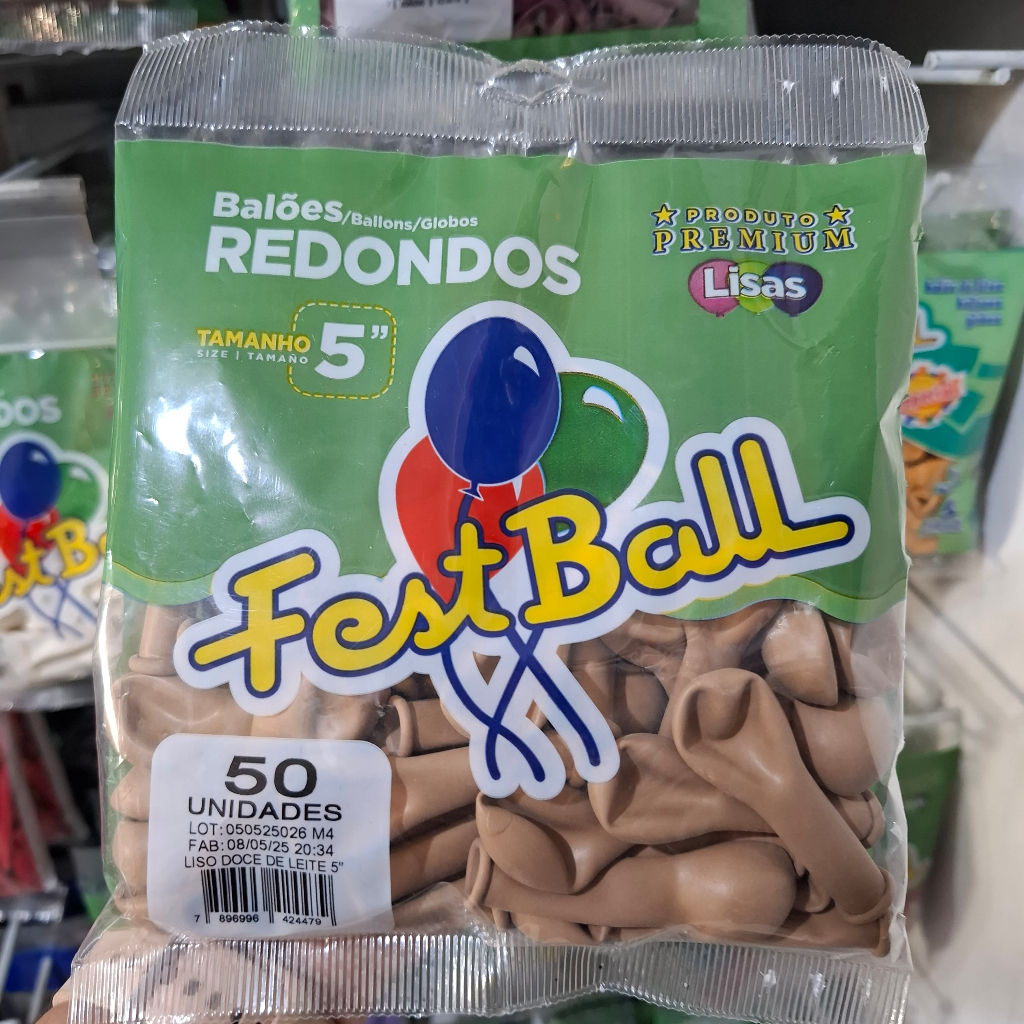 Balões/Ballons/Globos
REDONDOS
PRODUTO
PREMIUM
Lisas
TAMANHO
SIZE | TAMAÑO
5”
Fest Ball
50
UNIDADES
LOT: 050525026 M4
FAB: 08/05/25 20:34
LISO DOCE DE LEITE 5"
7 896996 424479